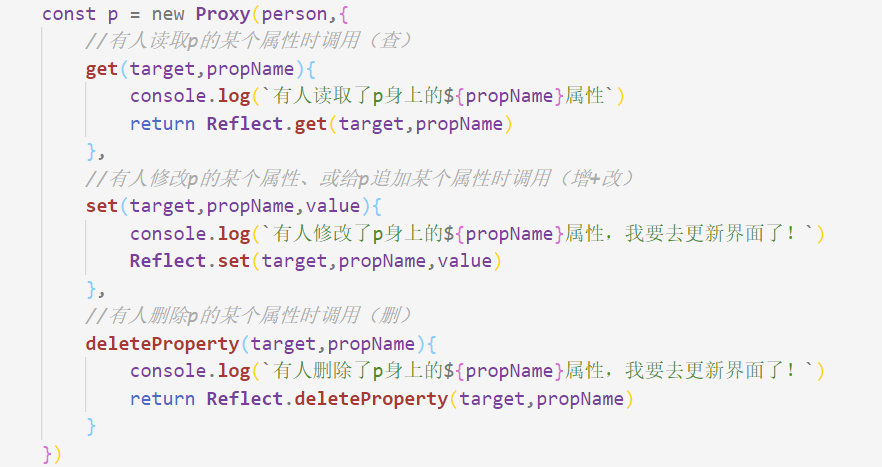 const p = new Proxy(person,{
//有人读取p的某个属性时调用（查）
get(target,propName){
console.log(`有人读取了p身上的${propName}属性`)
return Reflect.get(target,propName)
},
//有人修改p的某个属性、或给p追加某个属性时调用（增+改）
set(target,propName,value){
console.log(`有人修改了p身上的${propName}属性，我要去更新界面了！`)
Reflect.set(target,propName,value)
},
//有人删除p的某个属性时调用（删）
deleteProperty(target,propName){
console.log(`有人删除了p身上的${propName}属性，我要去更新界面了！`)
return Reflect.deleteProperty(target,propName)
}
})